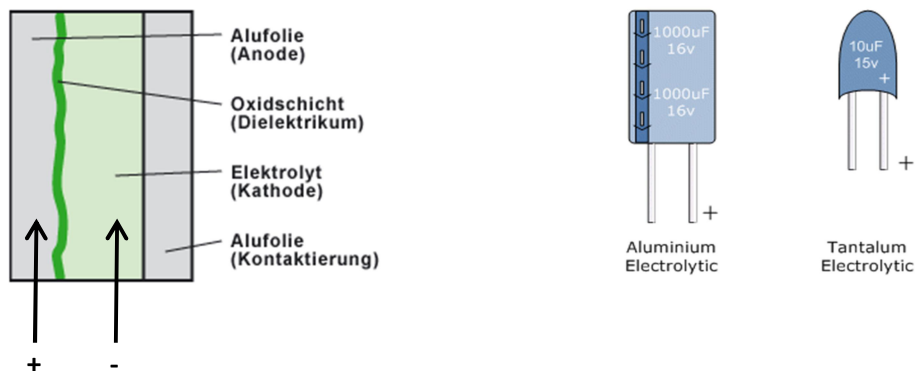 Alufolie
(Anode)
Oxidschicht
(Dielektrikum)
Elektrolyt
(Kathode)
Alufolie
(Kontaktierung)
+ -
1000uF
16v
1000uF
16v
+
Aluminium
Electrolytic
10uF
15v
+
+
Tantalum
Electrolytic